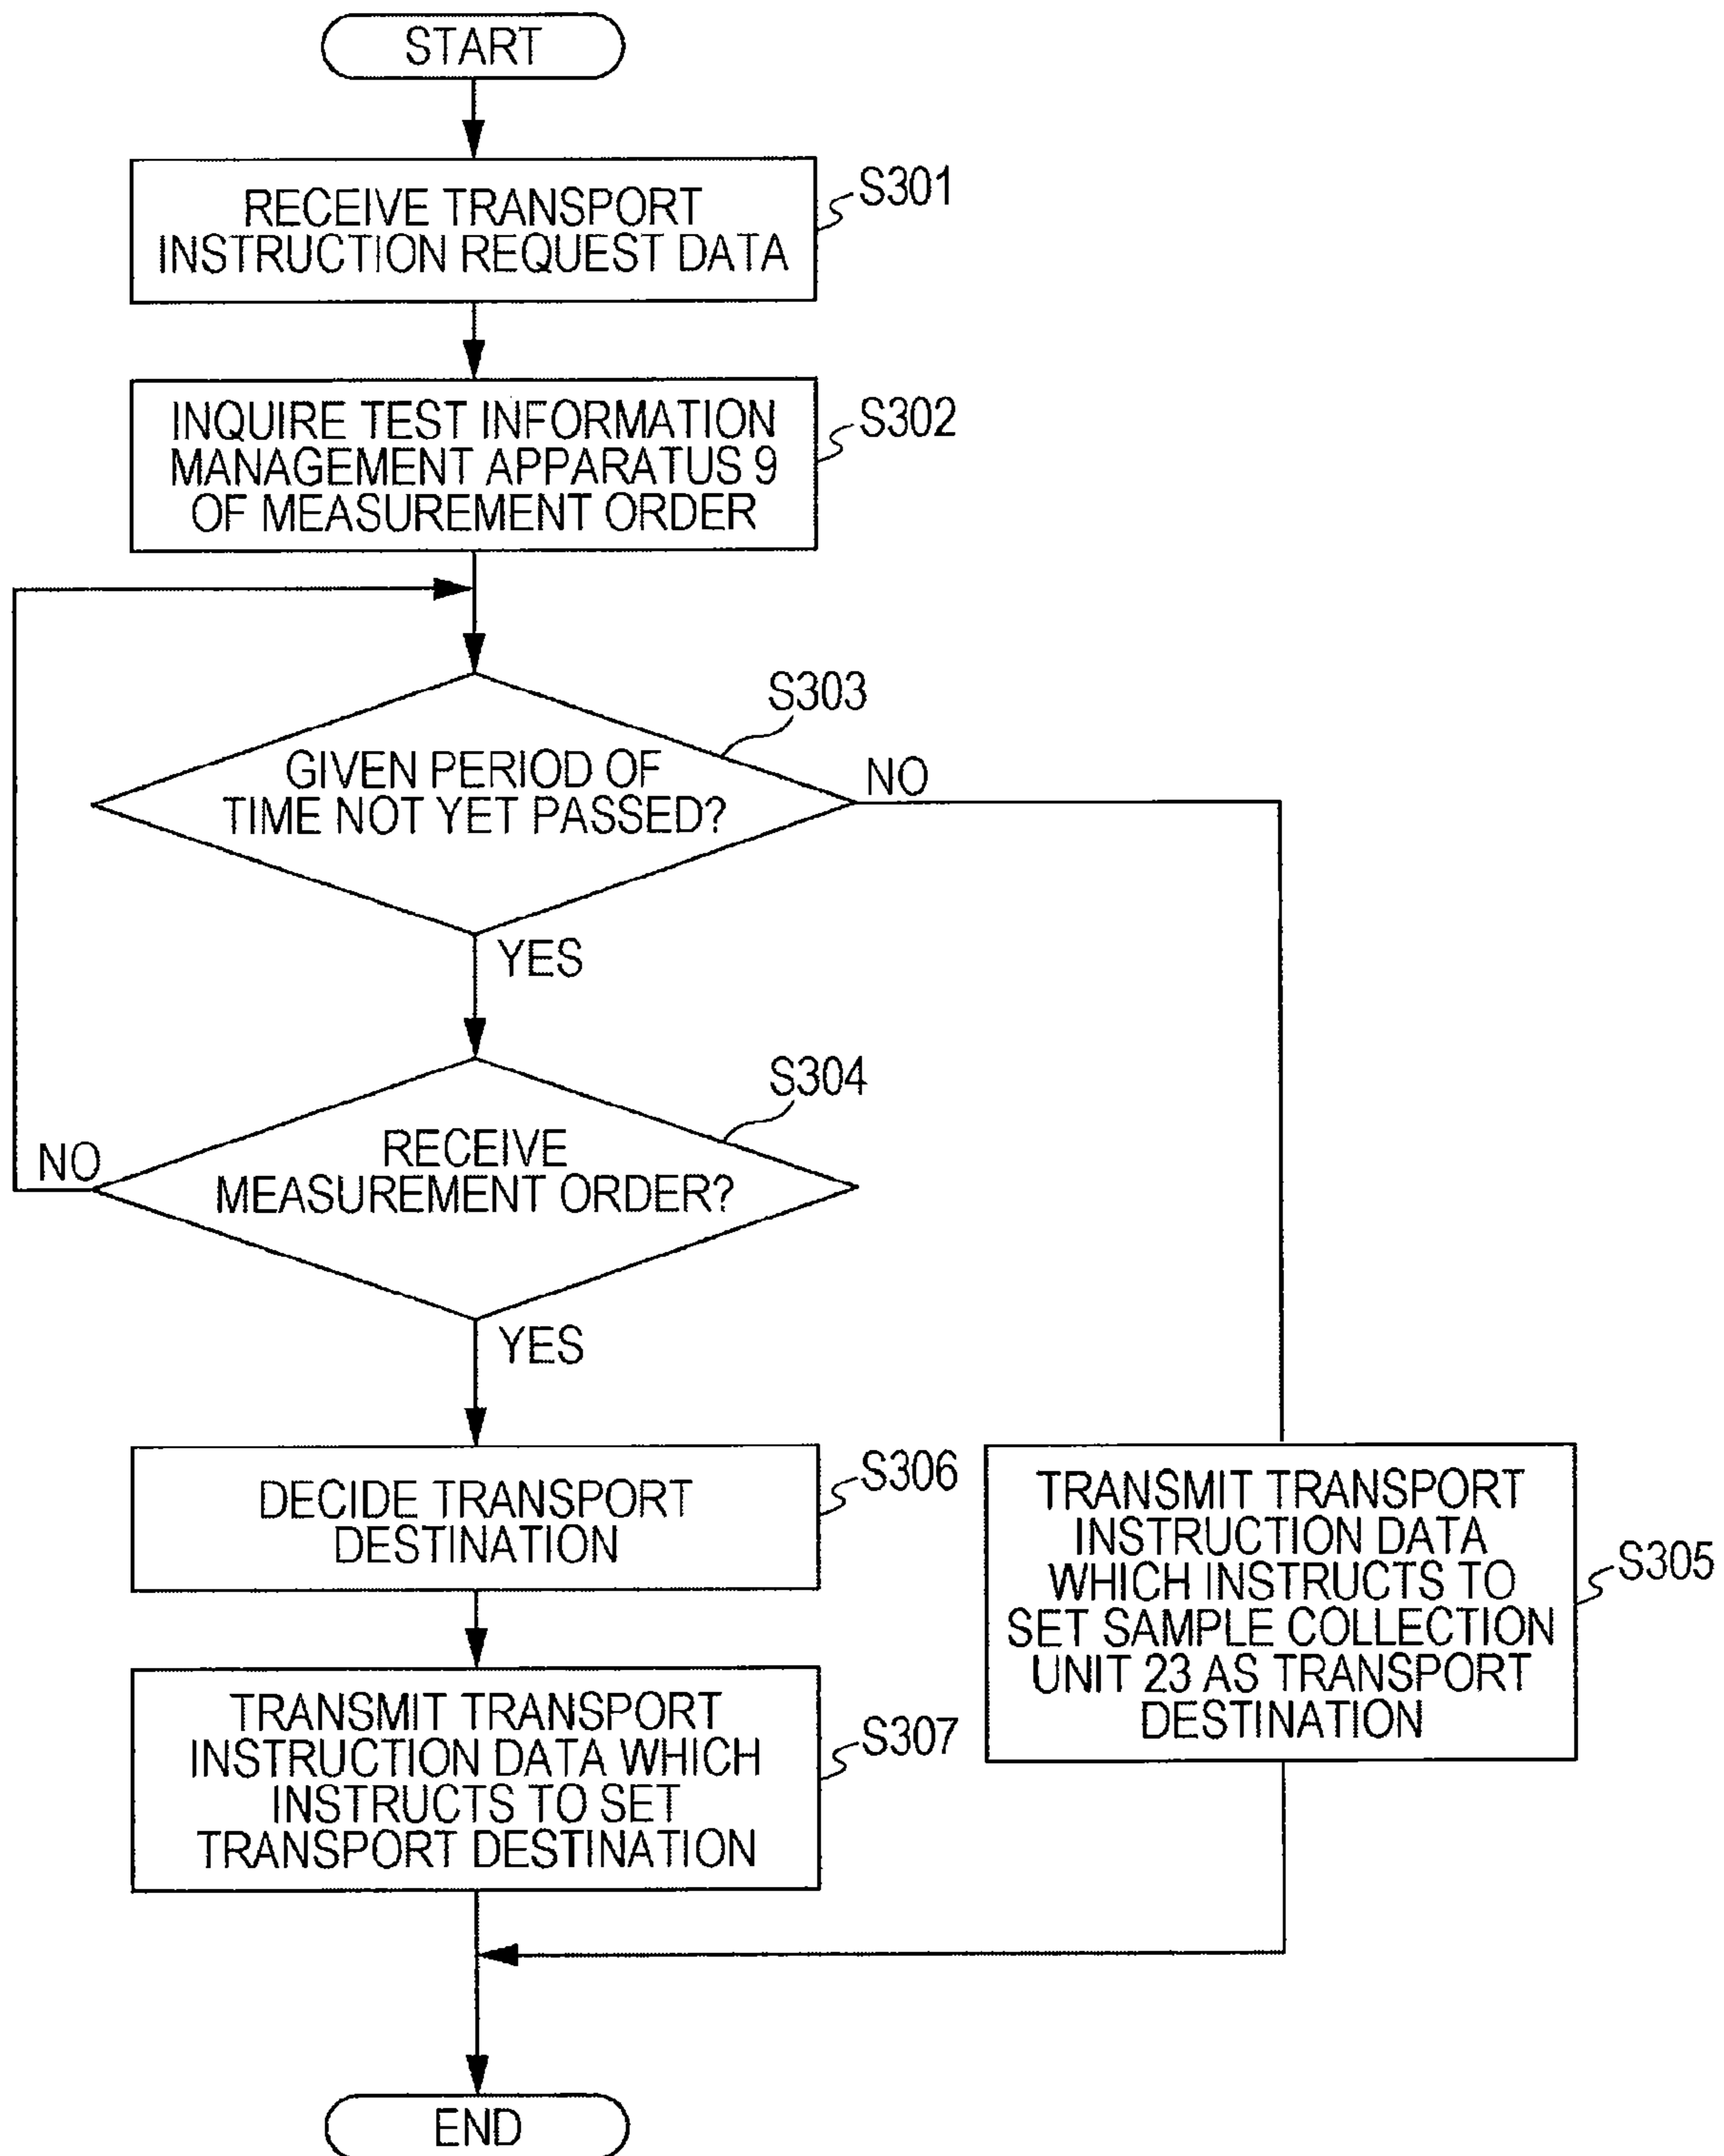 START
RECEIVE TRANSPORT
INSTRUCTION REQUEST DATA
S301
INQUIRE TEST INFORMATION
MANAGEMENT APPARATUS 9
OF MEASUREMENT ORDER
S302
S303
GIVEN PERIOD OF
TIME NOT YET PASSED?
NO
YES
S304
RECEIVE
MEASUREMENT ORDER?
NO
YES
DECIDE TRANSPORT
DESTINATION
S306
TRANSMIT TRANSPORT
INSTRUCTION DATA
WHICH INSTRUCTS TO
SET SAMPLE COLLECTION
UNIT 23 AS TRANSPORT
DESTINATION
S305
TRANSMIT TRANSPORT
INSTRUCTION DATA WHICH
INSTRUCTS TO SET
TRANSPORT DESTINATION
S307
END